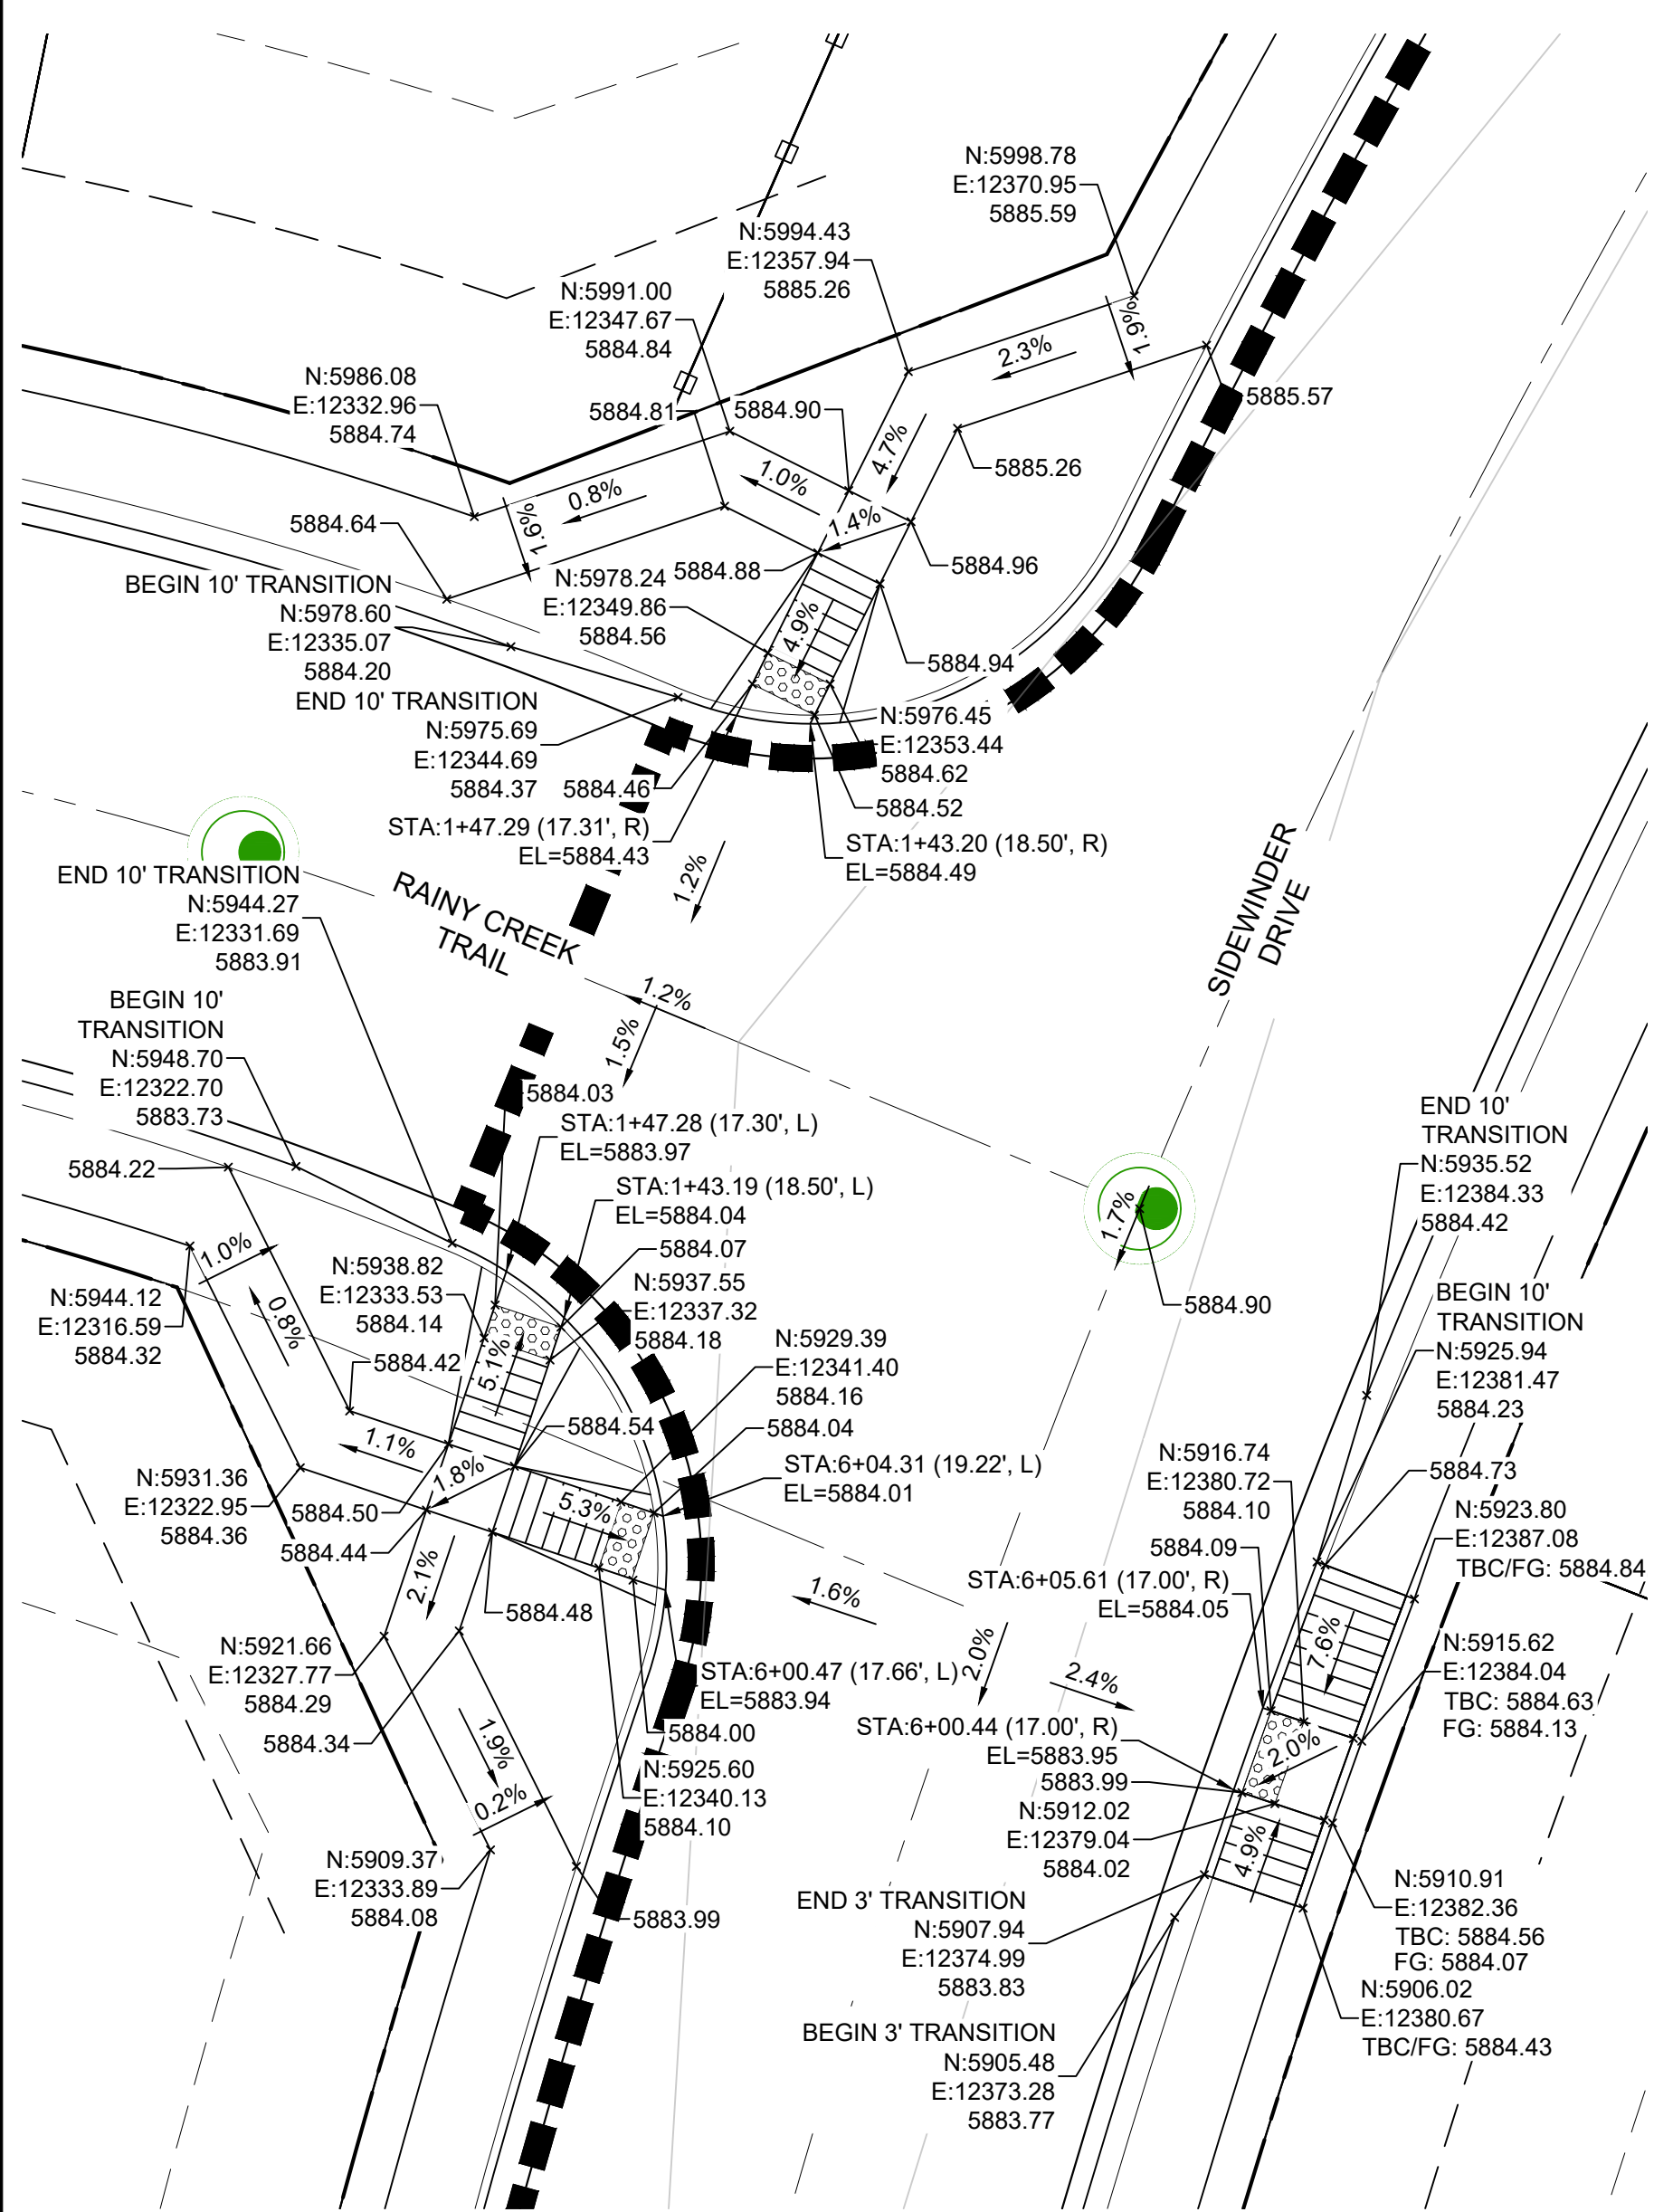 N:5998.78
E:12370.95
5885.59
N:5994.43
E:12357.94
5885.26
N:5991.00
E:12347.67
5884.84
1.9%
2.3%
N:5986.08
E:12332.96
5884.74
5884.81
5884.90
5885.57
4.7%
5885.26
1.0%
0.8%
1.6%
1.4%
5884.64
5884.96
5884.88
BEGIN 10' TRANSITION
N:5978.60
E:12335.07
5884.20
N:5978.24
E:12349.86
5884.56
4.9%
5884.94
END 10' TRANSITION
N:5975.69
E:12344.69
5884.37
N:5976.45
E:12353.44
5884.62
5884.46
5884.52
STA:1+47.29 (17.31', R)
EL=5884.43
STA:1+43.20 (18.50', R)
EL=5884.49
1.2%
END 10' TRANSITION
N:5944.27
E:12331.69
5883.91
RAINY CREEK
TRAIL
SIDEWINDER
DRIVE
1.2%
1.5%
BEGIN 10'
TRANSITION
N:5948.70
E:12322.70
5883.73
5884.03
STA:1+47.28 (17.30', L)
EL=5883.97
5884.22
STA:1+43.19 (18.50', L)
EL=5884.04
5884.07
END 10'
TRANSITION
N:5935.52
E:12384.33
5884.42
1.7%
5884.90
1.0%
0.8%
N:5938.82
E:12333.53
5884.14
N:5937.55
E:12337.32
5884.18
N:5944.12
E:12316.59
5884.32
BEGIN 10'
TRANSITION
N:5925.94
E:12381.47
5884.23
N:5929.39
E:12341.40
5884.16
5884.42
5.1%
5884.54
5884.04
1.1%
1.8%
STA:6+04.31 (19.22', L)
EL=5884.01
N:5916.74
E:12380.72
5884.10
5884.73
N:5931.36
E:12322.95
5884.36
5884.50
5.3%
N:5923.80
E:12387.08
TBC/FG: 5884.84
5884.44
5884.09
STA:6+05.61 (17.00', R)
EL=5884.05
2.1%
1.6%
5884.48
7.6%
N:5921.66
E:12327.77
5884.29
2.0%
2.4%
N:5915.62
E:12384.04
TBC: 5884.63
FG: 5884.13
STA:6+00.47 (17.66', L)
EL=5883.94
5884.00
5884.34
1.9%
STA:6+00.44 (17.00', R)
EL=5883.95
2.0%
5883.99
N:5925.60
E:12340.13
5884.10
0.2%
N:5912.02
E:12379.04
5884.02
4.9%
N:5909.37
E:12333.89
5884.08
N:5910.91
E:12382.36
TBC: 5884.56
FG: 5884.07
5883.99
END 3' TRANSITION
N:5907.94
E:12374.99
5883.83
N:5906.02
E:12380.67
TBC/FG: 5884.43
BEGIN 3' TRANSITION
N:5905.48
E:12373.28
5883.77